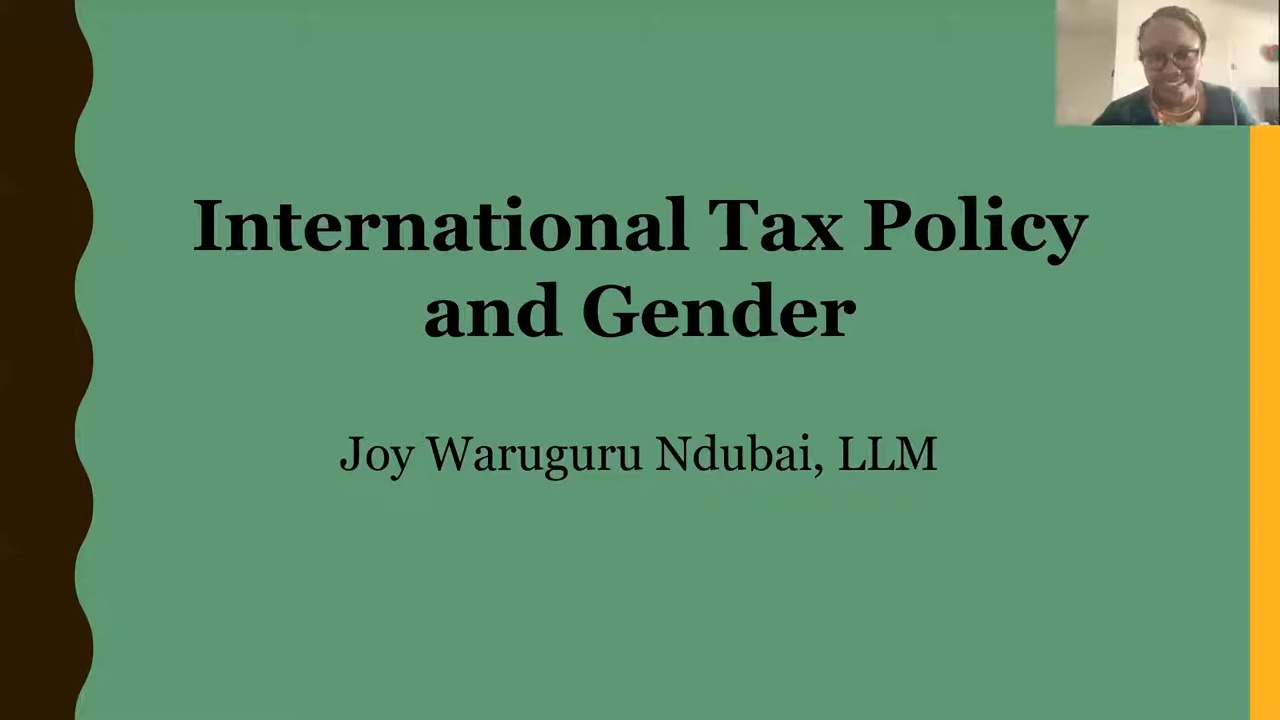 International Tax Policy
and Gender
Joy Waruguru Ndubai, LLM